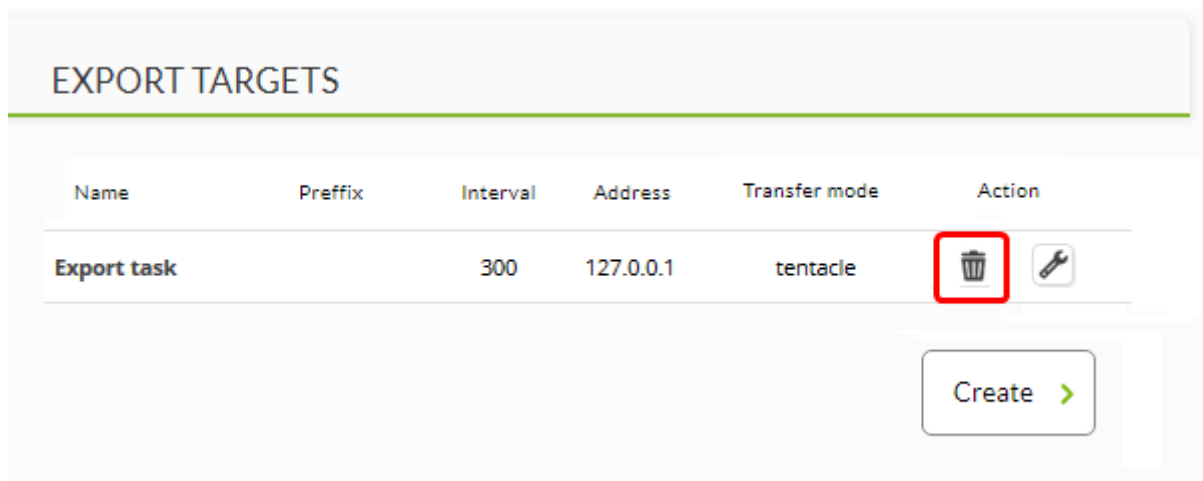 EXPORT TARGETS
Name Preffix Interval Address Transfer mode Action
Export task 300 127.0.0.1 tentacle
Create